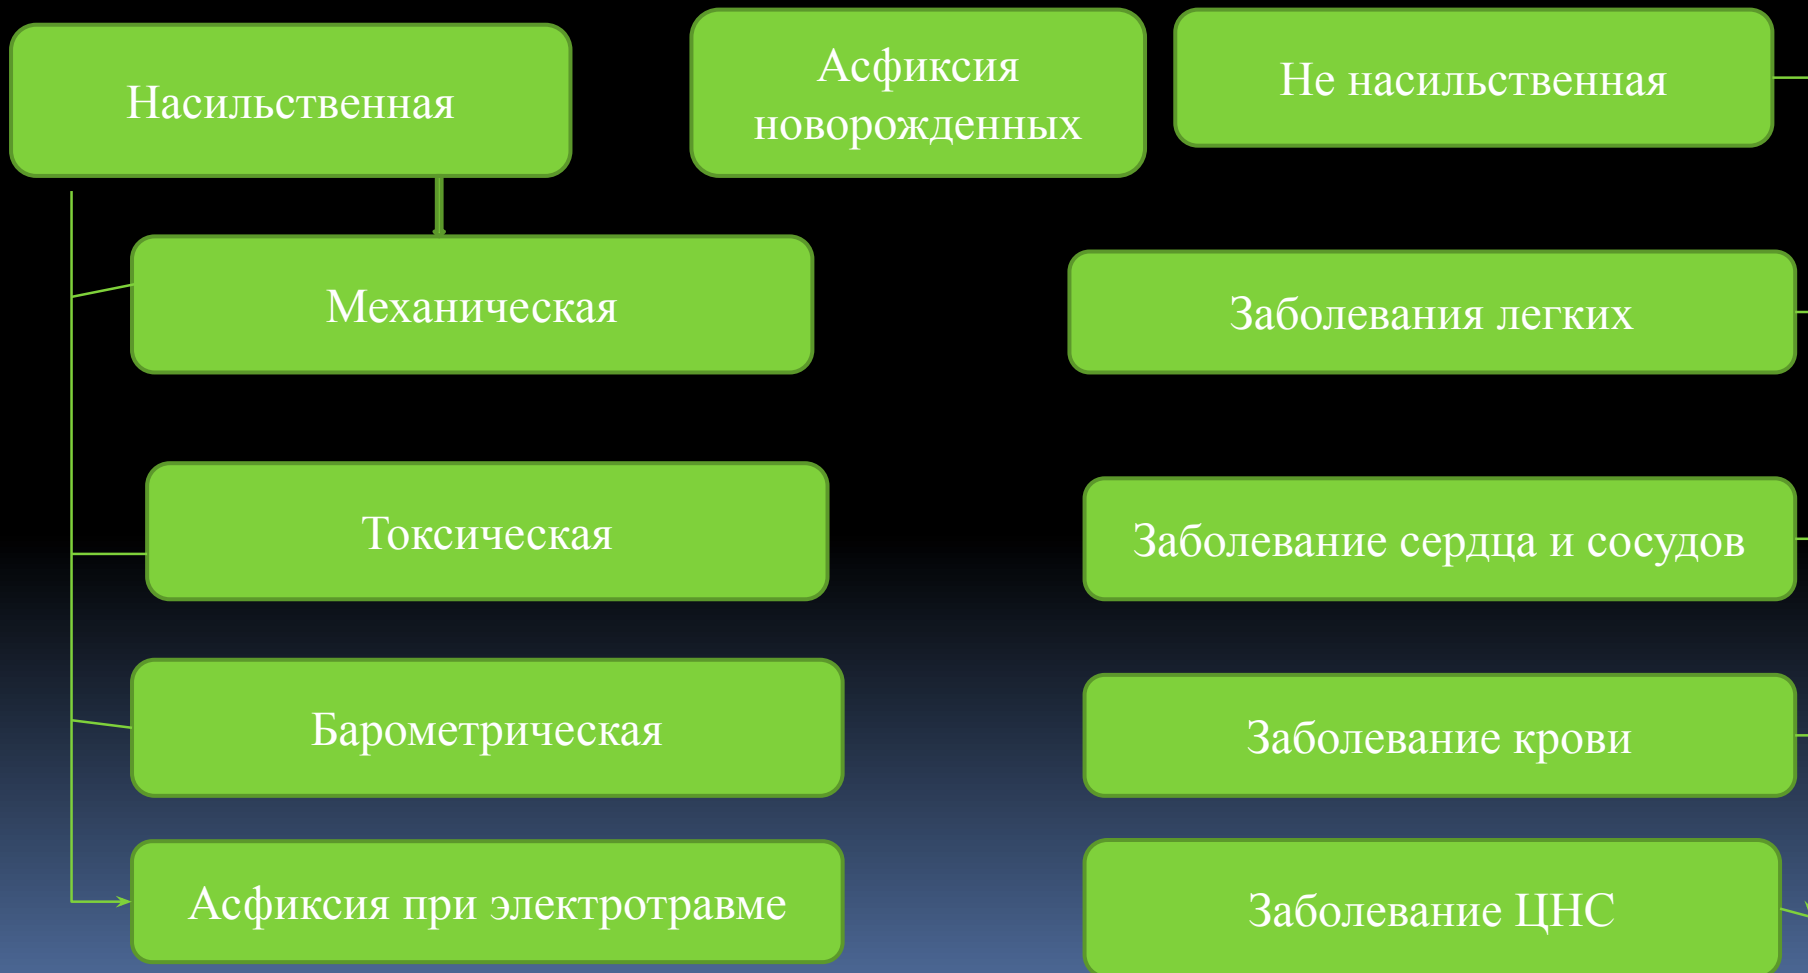 Насильственная
Асфиксия
новорожденных
Не насильственная
Механическая
Заболевания легких
Токсическая
Заболевание сердца и сосудов
Барометрическая
Заболевание крови
Асфиксия при электротравме
Заболевание ЦНС